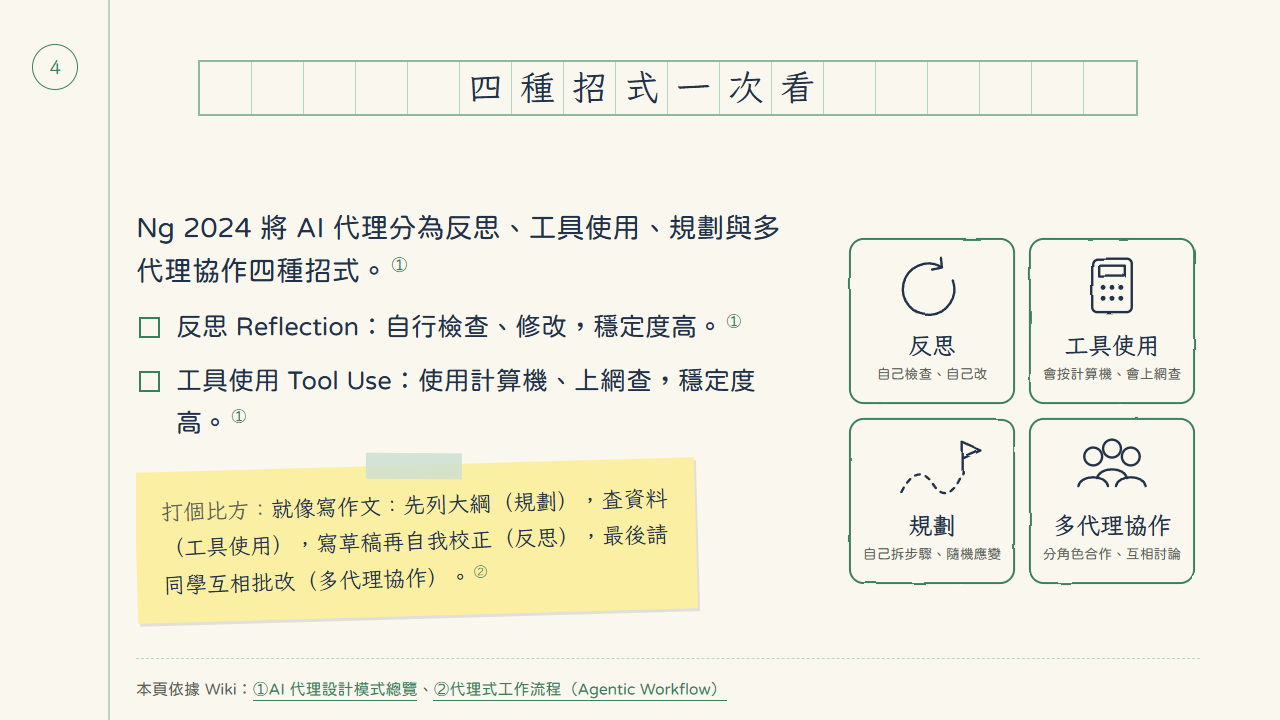 4
四種招式一次看
Ng 2024 將 AI 代理分為反思、工具使用、規劃與多
代理協作四種招式。①
反思 Reflection：自行檢查、修改，穩定度高。①
工具使用 Tool Use：使用計算機、上網查，穩定度
高。①
打個比方：就像寫作文：先列大綱（規劃），查資料
（工具使用），寫草稿再自我校正（反思），最後請
同學互相批改（多代理協作）。②
反思
自己檢查、自己改
工具使用
會按計算機、會上網查
規劃
自己拆步驟、隨機應變
多代理協作
分角色合作、互相討論
本頁依據 Wiki：①AI 代理設計模式總覽、②代理式工作流程（Agentic Workflow）